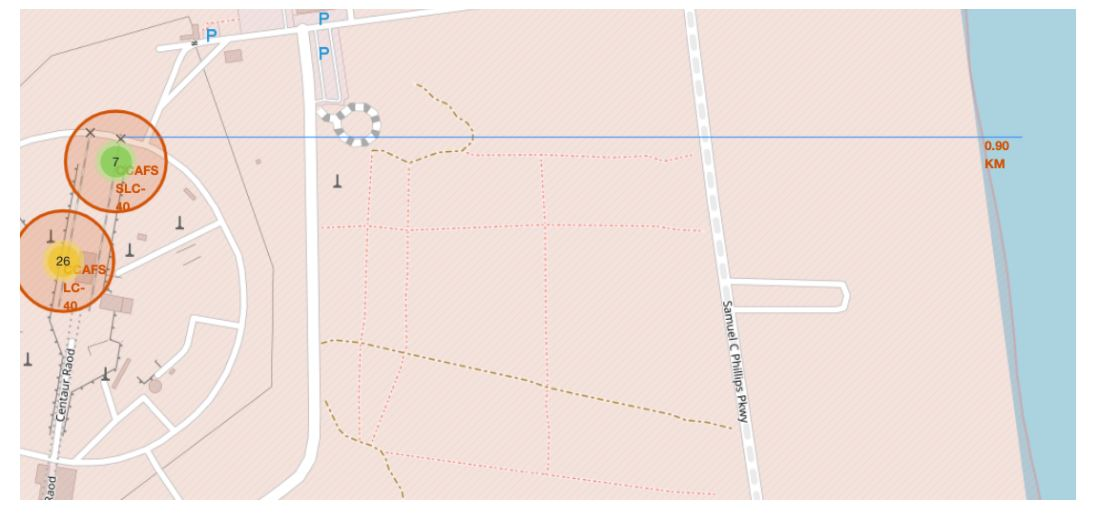 P
P
P
7
CCAFS
SLC-
40
0.90
KM
26
CCAFS
LC-
40
Samuel C Phillips Pkwy
Centaur Raod
Raod